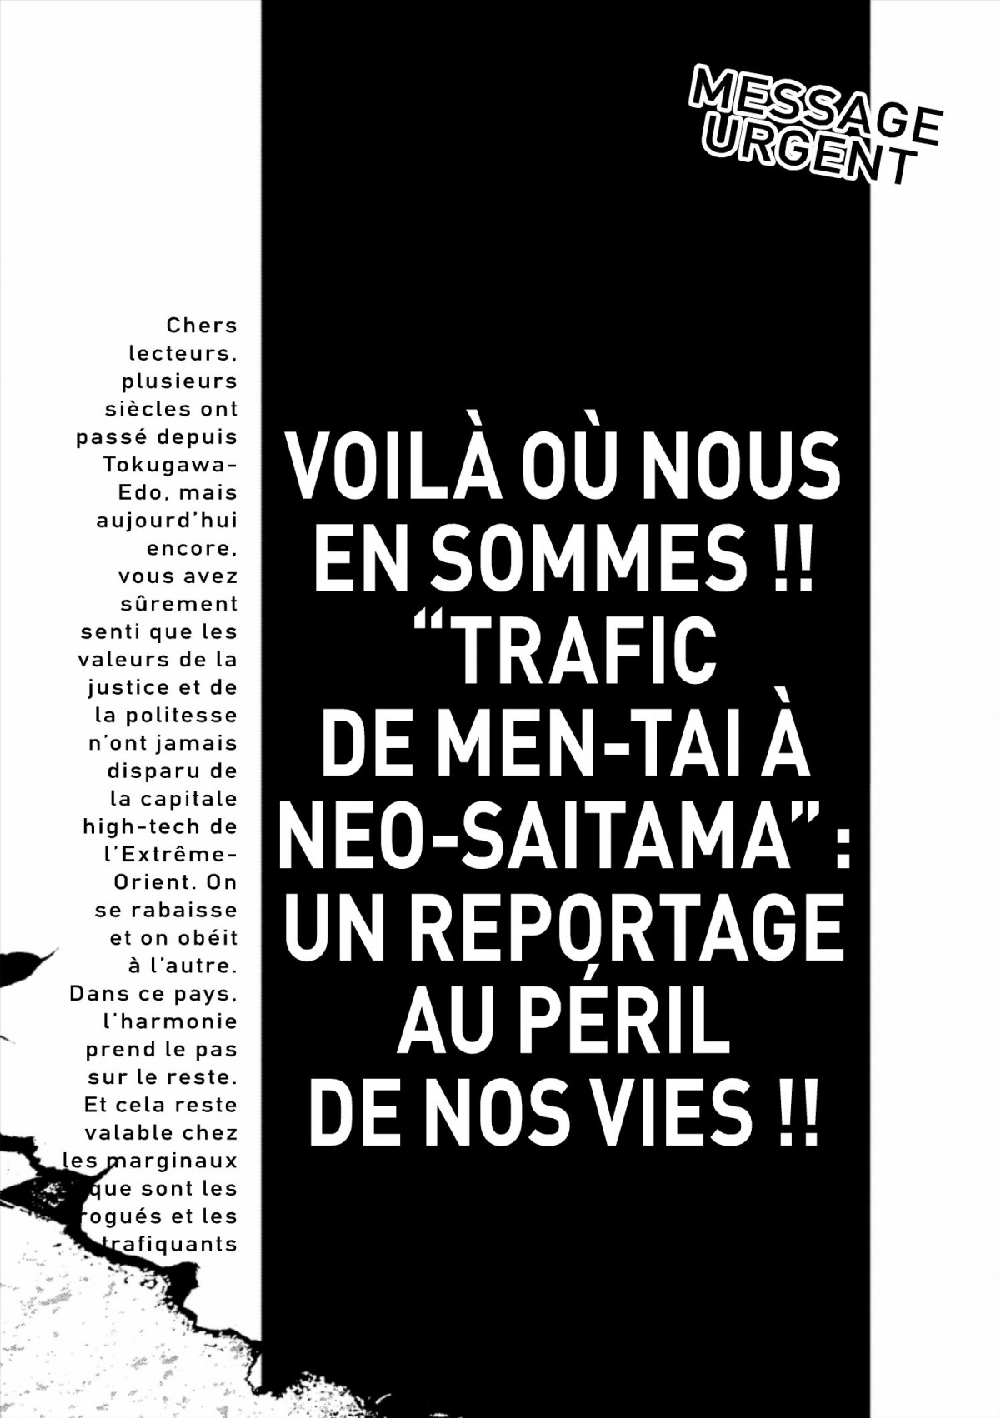 MESSAGE
URGENT
Chers
lecteurs,
plusieurs
siècles ont
passé depuis
Tokugawa-
Edo, mais
aujourd'hui
encore,
vous avez
sûrement
senti que les
valeurs de la
justice et de
la politesse
n'ont jamais
disparu de
la capitale
high-tech de
l'Extrême-
Orient. On
se rabaisse
et on obéit
à l'autre.
Dans ce pays,
l'harmonie
prend le pas
sur le reste.
Et cela reste
valable chez
les marginaux
que sont les
rogués et les
trafiquants
VOILÀ OÙ NOUS
EN SOMMES !!
“TRAFIC
DE MEN-TAI À
NEO-SAITAMA” :
UN REPORTAGE
AU PÉRIL
DE NOS VIES !!